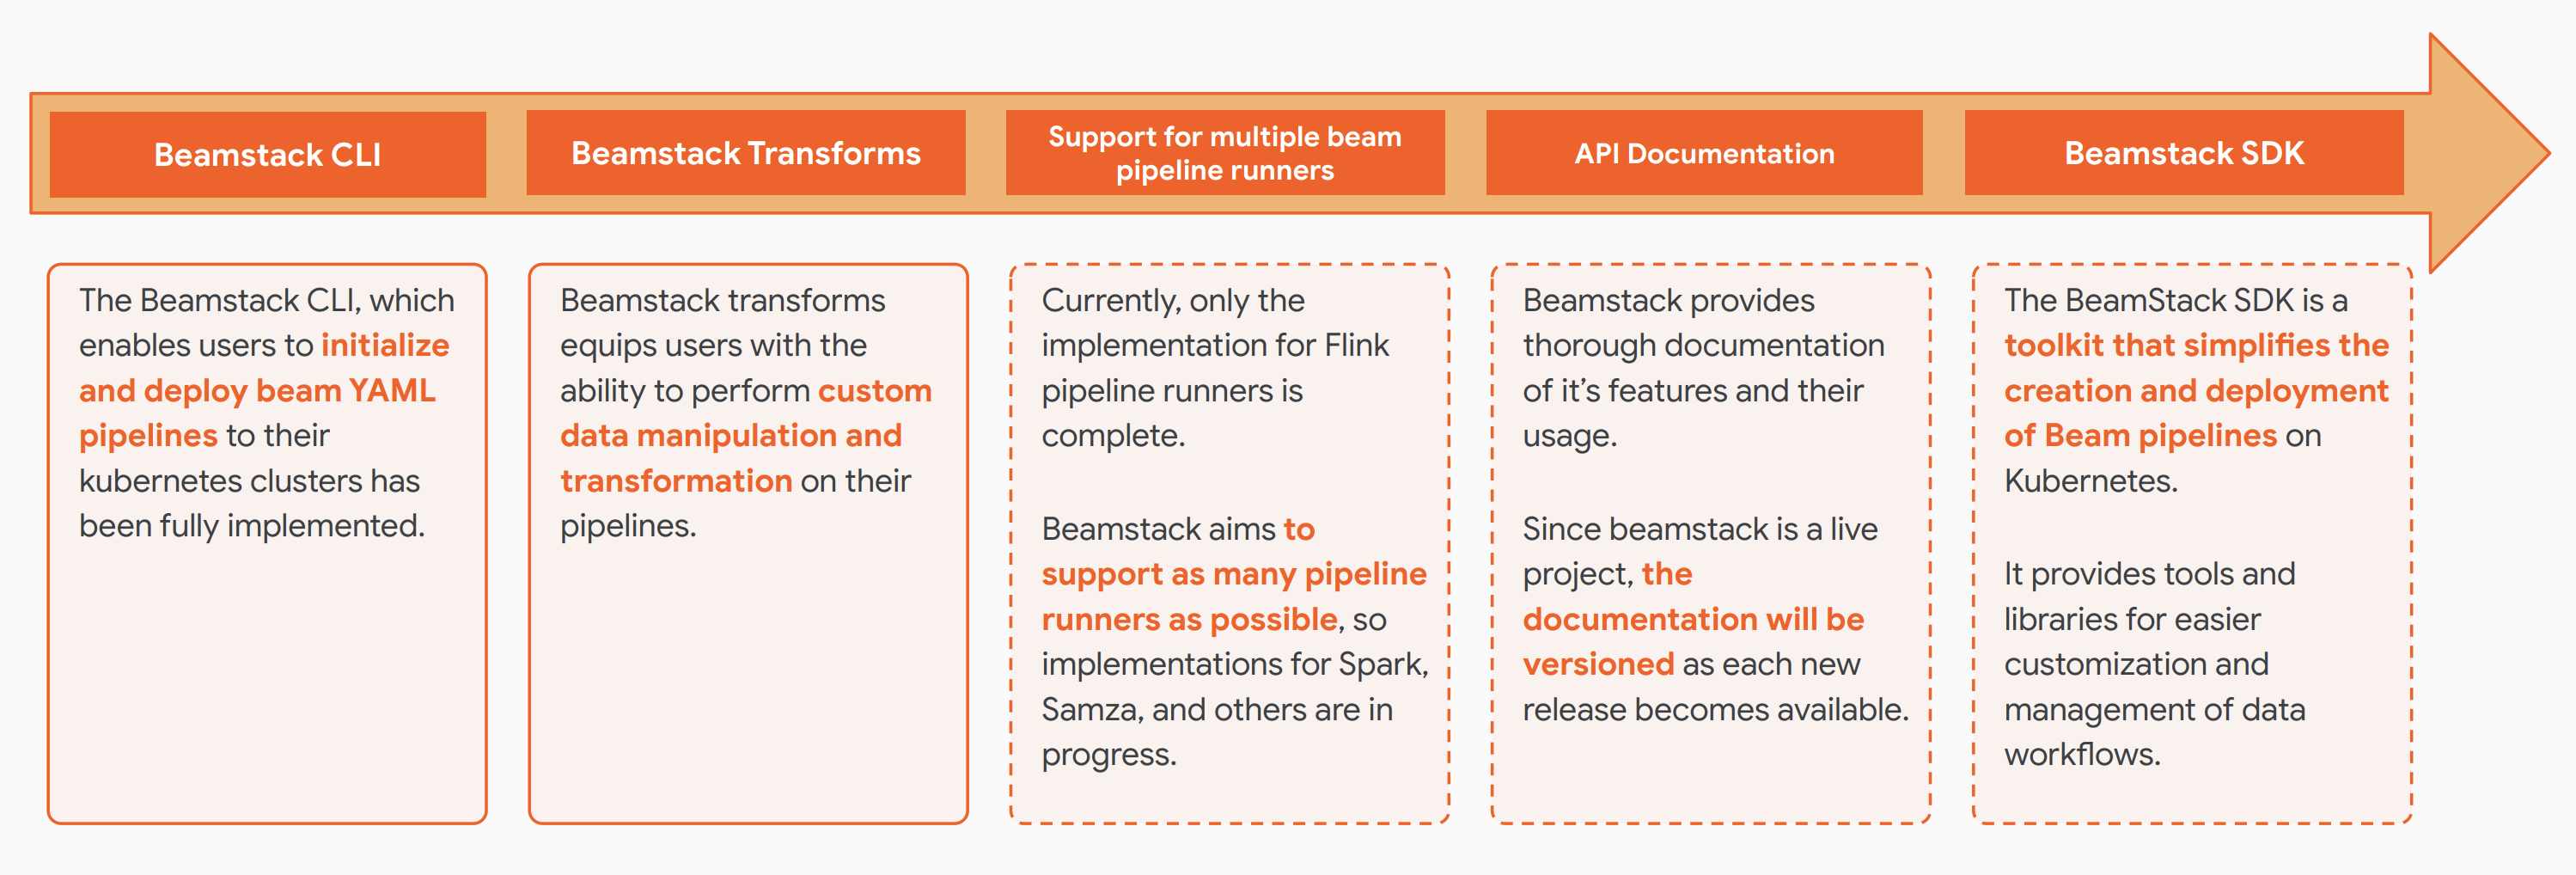 Beamstack CLI
Beamstack Transforms
Support for multiple beam
pipeline runners
API Documentation
Beamstack SDK
The Beamstack CLI, which
enables users to initialize
and deploy beam YAML
pipelines to their
kubernetes clusters has
been fully implemented.
Beamstack transforms
equips users with the
ability to perform custom
data manipulation and
transformation on their
pipelines.
Currently, only the
implementation for Flink
pipeline runners is
complete.
Beamstack aims to
support as many pipeline
runners as possible, so
implementations for Spark,
Samza, and others are in
progress.
Beamstack provides
thorough documentation
of it’s features and their
usage.
Since beamstack is a live
project, the
documentation will be
versioned as each new
release becomes available.
The BeamStack SDK is a
toolkit that simplifies the
creation and deployment
of Beam pipelines on
Kubernetes.
It provides tools and
libraries for easier
customization and
management of data
workflows.